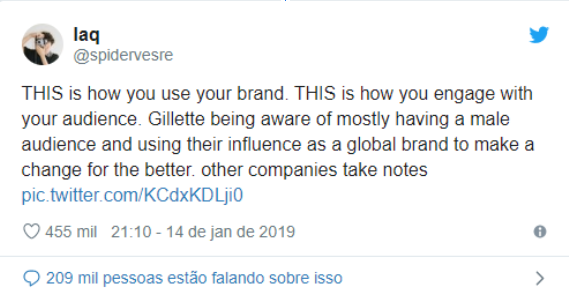 laq
@spidervesre
THIS is how you use your brand. THIS is how you engage with
your audience. Gillette being aware of mostly having a male
audience and using their influence as a global brand to make a
change for the better. other companies take notes
pic.twitter.com/KCdxKDLji0
455 mil 21:10 - 14 de jan de 2019
209 mil pessoas estão falando sobre isso